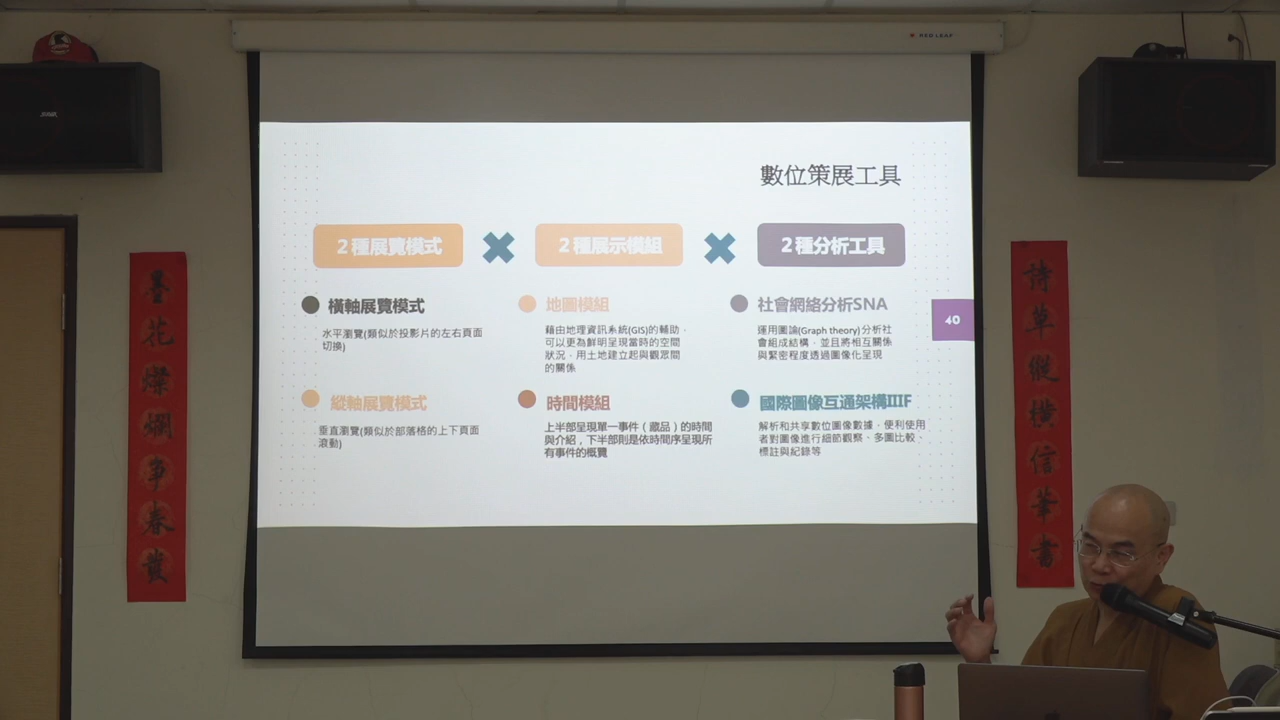 RED LEAF
數位策展工具
2種展覽模式
2種展示模組
2種分析工具
橫軸展覽模式
水平瀏覽(類似於投影片的左右頁面
切換)
縱軸展覽模式
垂直瀏覽(類似於部落格的上下頁面
滾動)
地圖模組
藉由地理資訊系統(GIS)的輔助，
可以更為鮮明呈現當時的空間
狀況，用土地建立起與觀眾間
的關係
時間模組
上半部呈現單一事件（藏品）的時間
與介紹，下半部則是依時間序呈現所
有事件的概覽
社會網絡分析SNA
運用圖論(Graph theory)分析社
會組成結構，並且將相互關係
與緊密程度透過圖像化呈現
國際圖像互通架構IIIF
解析和共享數位圖像數據，便利使用
者對圖像進行細節觀察、多圖比較、
標註與紀錄等
40
詩草縱橫信筆書
墨花燦爛爭春發